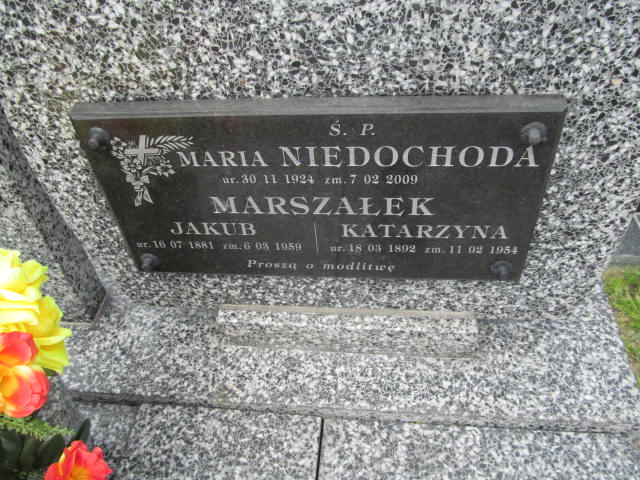 Ś. P.
MARIA NIEDOCHODA
ur. 30 11 1924 zm. 7 02 2009
MARSZAŁEK
JAKUB KATARZYNA
ur. 16 07 1881 zm. 6 03 1959 ur. 18 03 1892 zm. 11 02 1954
Proszą o modlitwę